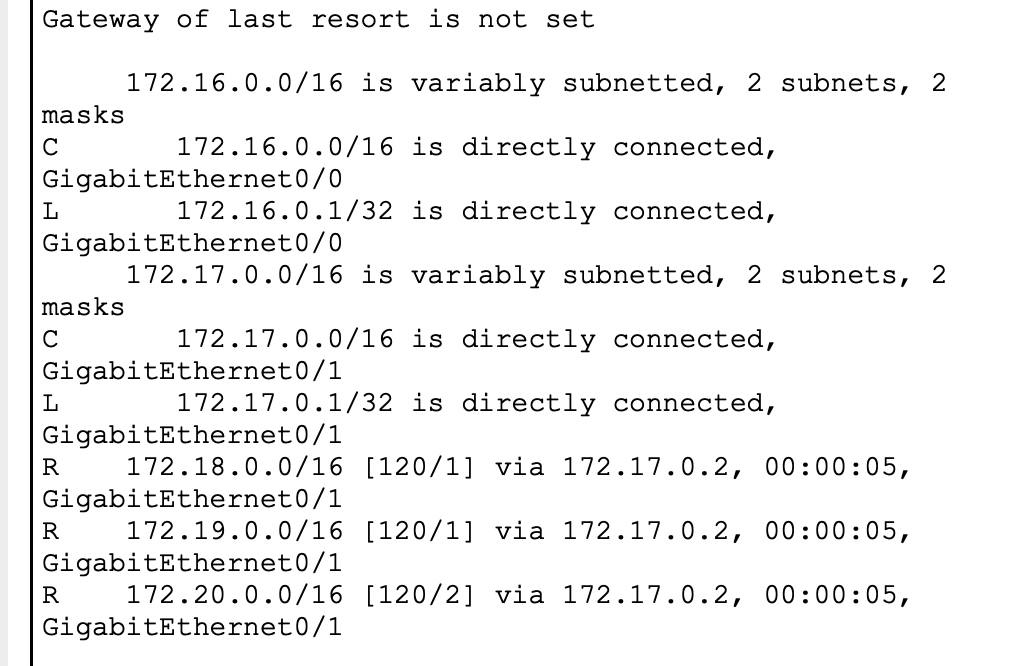 Gateway of last resort is not set
172.16.0.0/16 is variably subnetted, 2 subnets, 2
masks
C 172.16.0.0/16 is directly connected,
GigabitEthernet0/0
L 172.16.0.1/32 is directly connected,
GigabitEthernet0/0
172.17.0.0/16 is variably subnetted, 2 subnets, 2
masks
C 172.17.0.0/16 is directly connected,
GigabitEthernet0/1
L 172.17.0.1/32 is directly connected,
GigabitEthernet0/1
R 172.18.0.0/16 [120/1] via 172.17.0.2, 00:00:05,
GigabitEthernet0/1
R 172.19.0.0/16 [120/1] via 172.17.0.2, 00:00:05,
GigabitEthernet0/1
R 172.20.0.0/16 [120/2] via 172.17.0.2, 00:00:05,
GigabitEthernet0/1